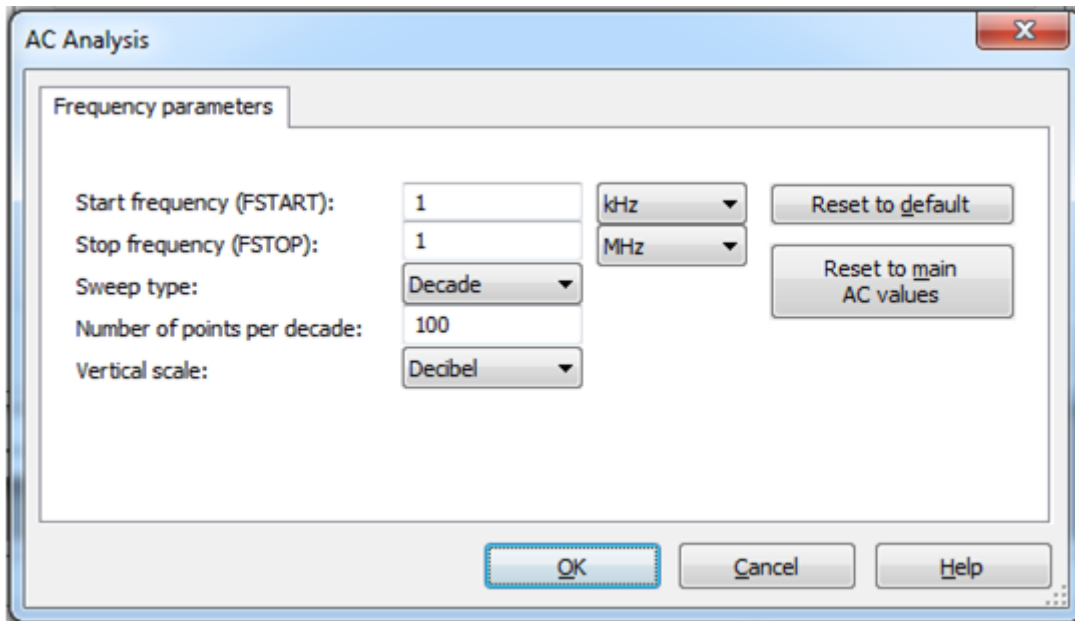 AC Analysis
X
Frequency parameters
Start frequency (FSTART): 1 kHz Reset to default
Stop frequency (FSTOP): 1 MHz
Reset to main
AC values
Sweep type: Decade
Number of points per decade: 100
Vertical scale: Decibel
OK Cancel Help